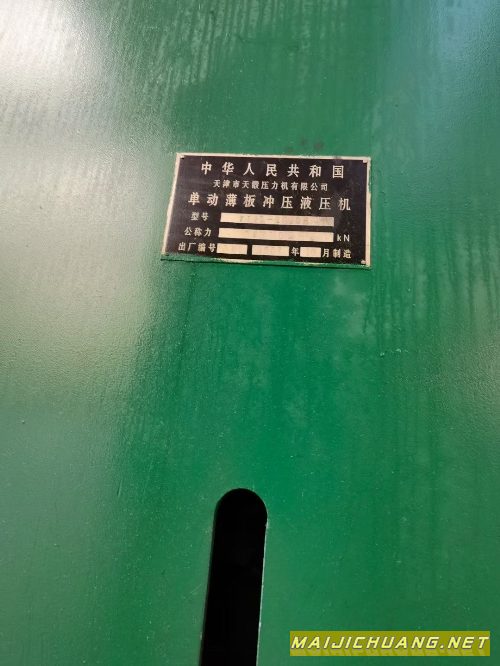 中华人民共和国
天津市天锻压力机有限公司
单动薄板冲压液压机
型号
公称力 kN
出厂编号 年 月制造
MAIJICHUANG.NET